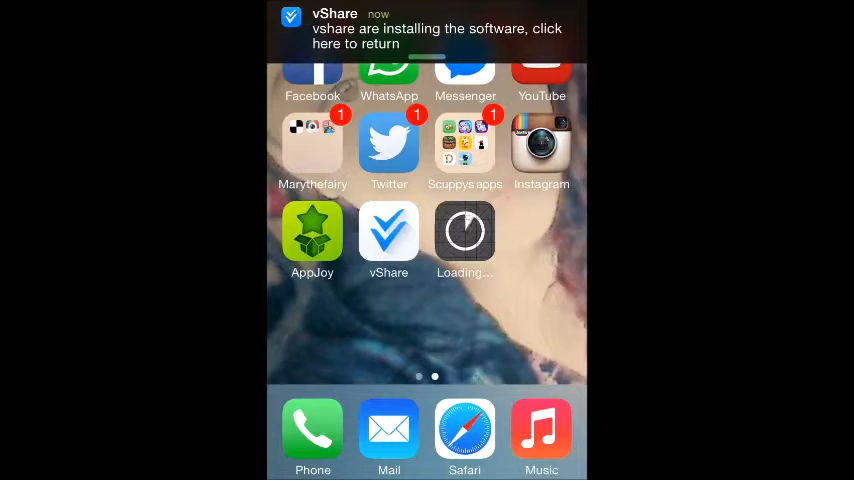 vShare now
vshare are installing the software, click
here to return
Facebook WhatsApp Messenger YouTube
1 1 1
Marythefairy Twitter Scuppys apps Instagram
AppJoy vShare Loading...
Phone Mail Safari Music